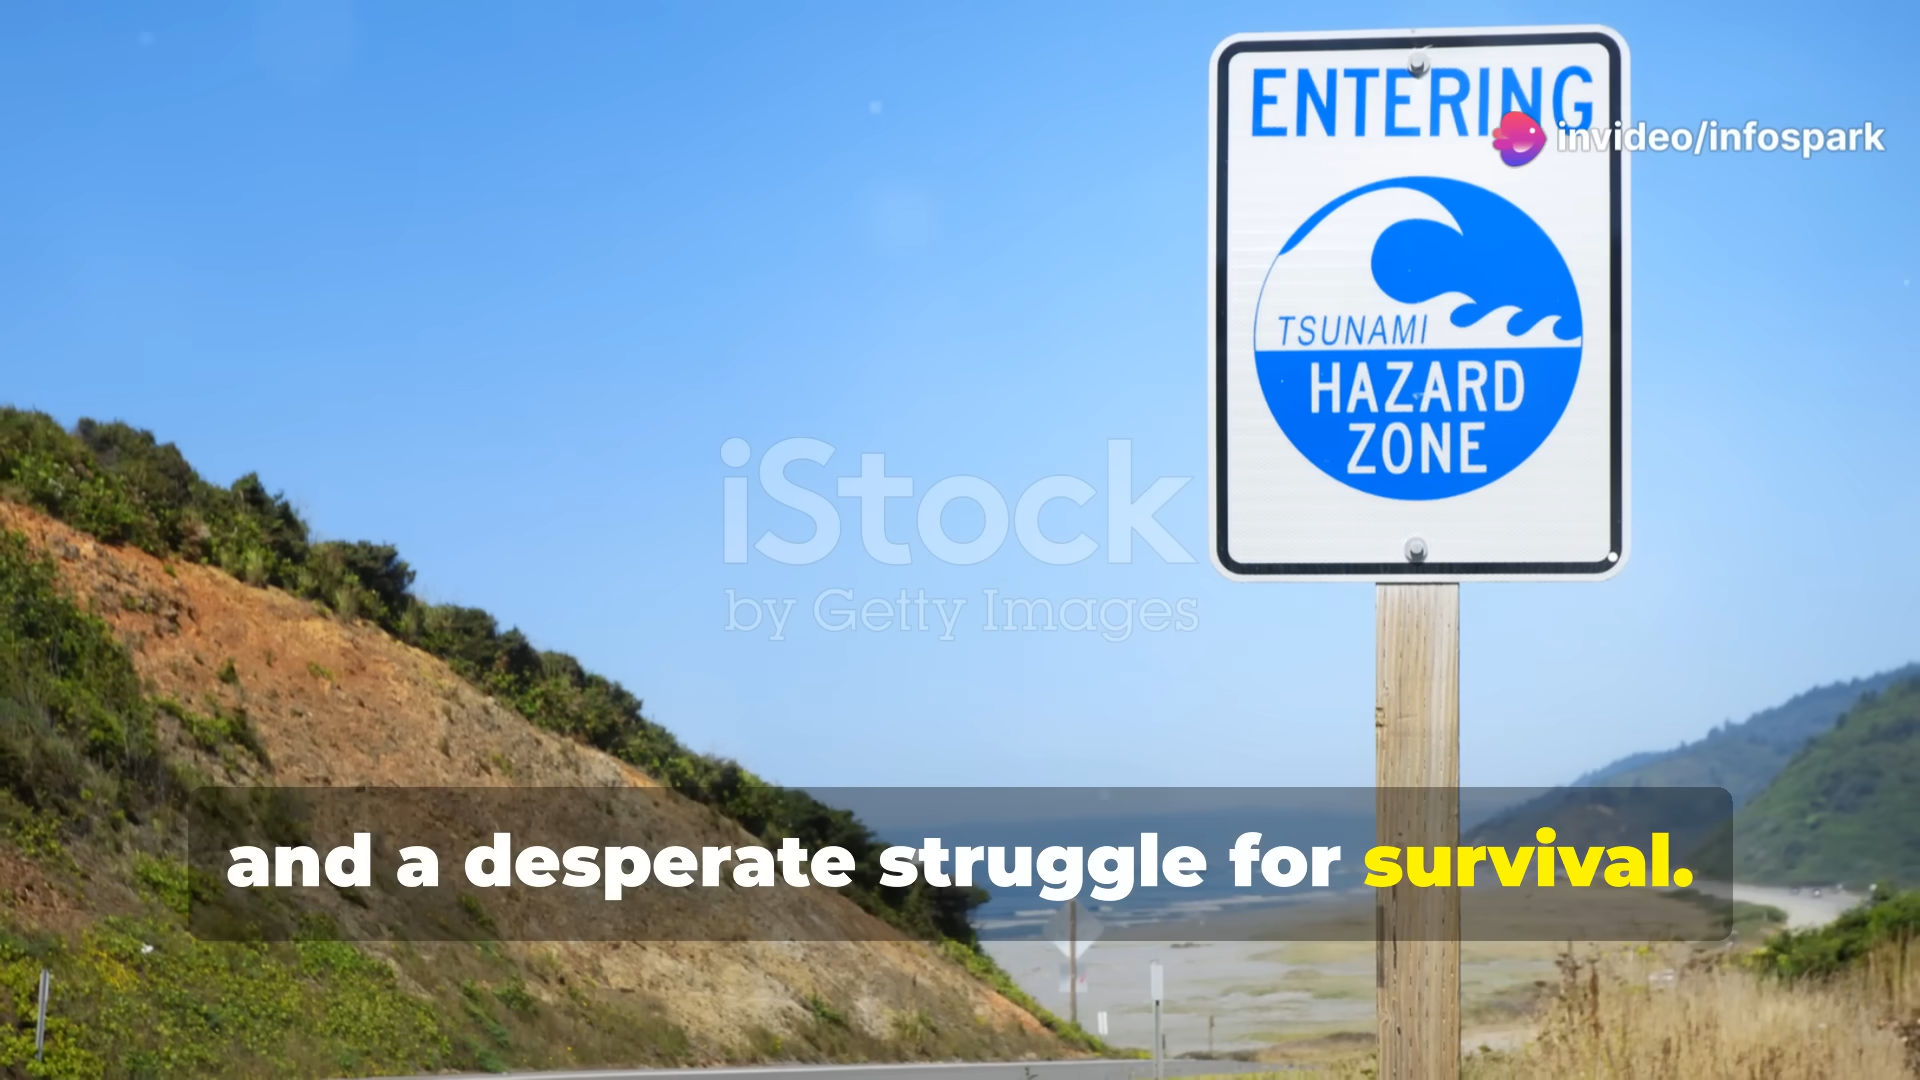 ENTERING
invideo/infospark
TSUNAMI
HAZARD
ZONE
iStock
by Getty Images
and a desperate struggle for survival.